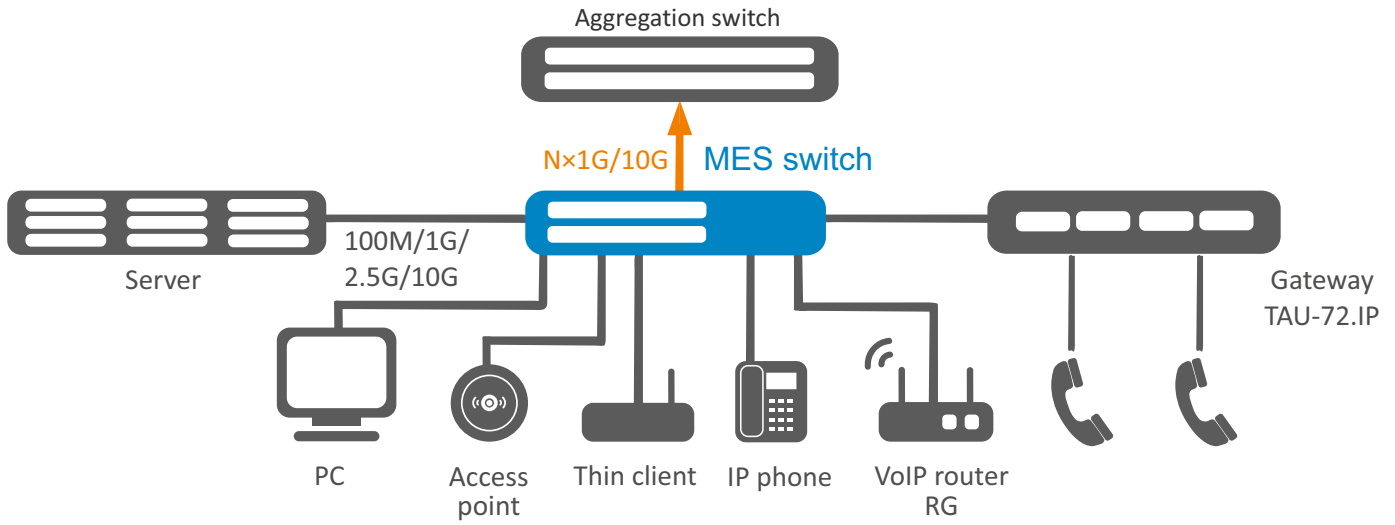 Aggregation switch
N×1G/10G
MES switch
100M/1G/
2.5G/10G
Server
Gateway
TAU-72.IP
PC
Access
point
Thin client
IP phone
VoIP router
RG